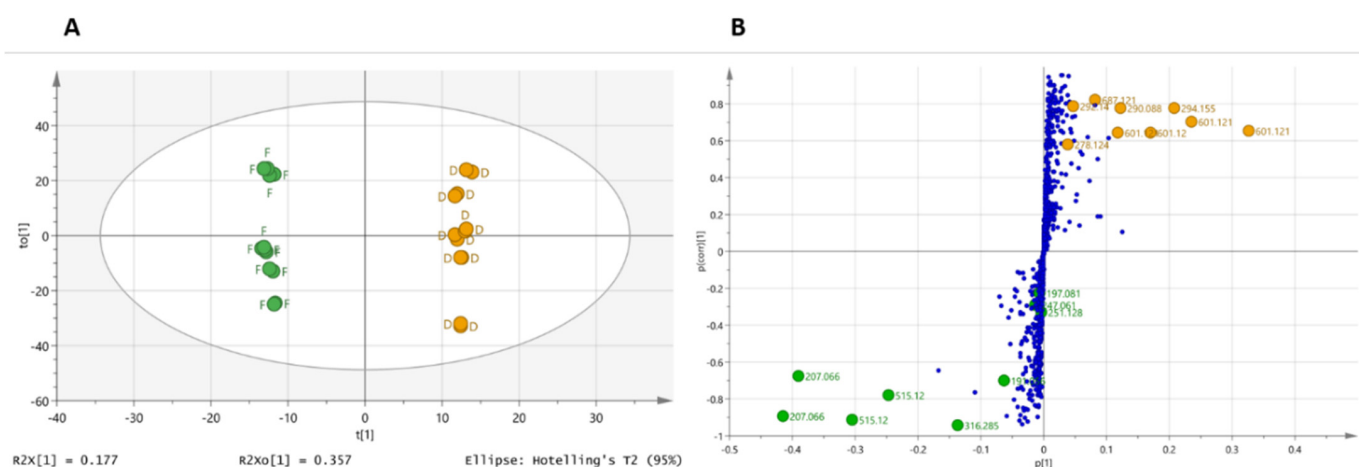 A
B
40
20
0
-20
-40
-60
to[1]
-40
-30
-20
-10
0
10
20
30
t[1]
F
F F
F
F
F
F F
F F
D D
D
D
D D
D
D D
R2X[1] = 0.177
R2Xo[1] = 0.357
Ellipse: Hotelling's T2 (95%)
0.8
0.6
0.4
0.2
0
-0.2
-0.4
-0.6
-0.8
-1
p(corr)[1]
687.121
292.14
290.088
294.155
601.121
601.12
601.121
278.124
197.081
251.128
207.066
515.12
207.066
515.12
316.285
-0.5
-0.4
-0.3
-0.2
-0.1
0
0.1
0.2
0.3
0.4
p[1]